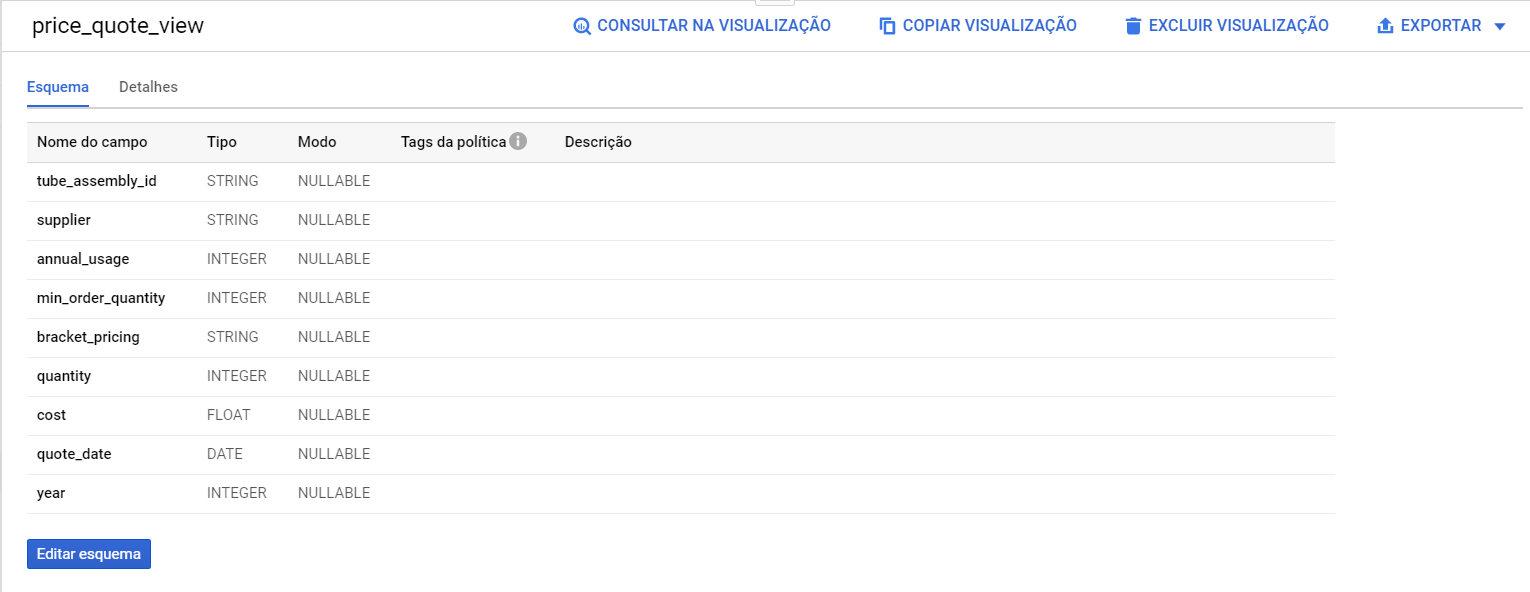 price_quote_view CONSULTAR NA VISUALIZAÇÃO COPIAR VISUALIZAÇÃO EXCLUIR VISUALIZAÇÃO EXPORTAR
Esquema Detalhes
Nome do campo Tipo Modo Tags da política Descrição
tube_assembly_id STRING NULLABLE
supplier STRING NULLABLE
annual_usage INTEGER NULLABLE
min_order_quantity INTEGER NULLABLE
bracket_pricing STRING NULLABLE
quantity INTEGER NULLABLE
cost FLOAT NULLABLE
quote_date DATE NULLABLE
year INTEGER NULLABLE
Editar esquema